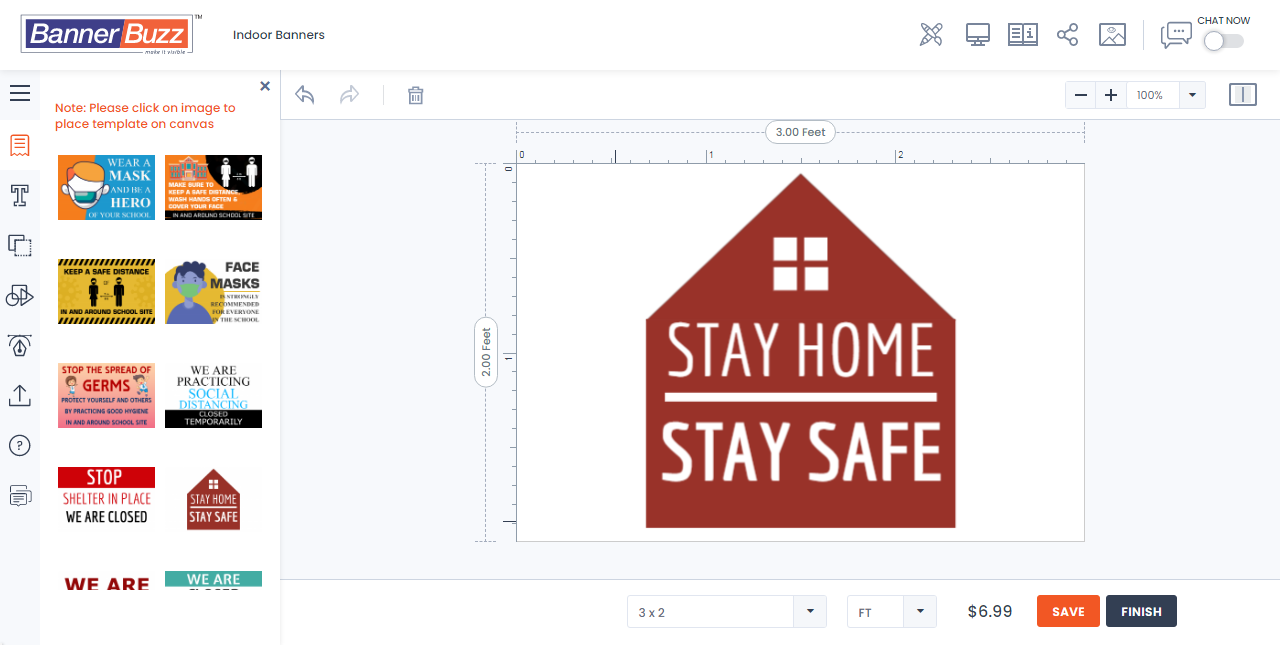 BannerBuzz
TM
make it visible
Indoor Banners
CHAT NOW
Note: Please click on image to
place template on canvas
WEAR A
MASK
AND BE A
HERO
OF YOUR SCHOOL
MAKE SURE TO
KEEP A SAFE DISTANCE,
WASH HANDS OFTEN &
COVER YOUR FACE
IN AND AROUND SCHOOL SITE
KEEP A SAFE DISTANCE
IN AND AROUND SCHOOL SITE
FACE
MASKS
IS STRONGLY
RECOMMENDED
FOR EVERYONE
IN THE SCHOOL
STOP THE SPREAD OF
GERMS
PROTECT YOURSELF AND OTHERS
BY PRACTICING GOOD HYGIENE
IN AND AROUND SCHOOL SITE
WE ARE
PRACTICING
SOCIAL
DISTANCING
CLOSED
TEMPORARILY
STOP
SHELTER IN PLACE
WE ARE CLOSED
STAY HOME
STAY SAFE
WE ARE
WE ARE
100%
3.00 Feet
0 1 2
0
1
2.00 Feet
STAY HOME
STAY SAFE
3 x 2
FT
$6.99
SAVE
FINISH